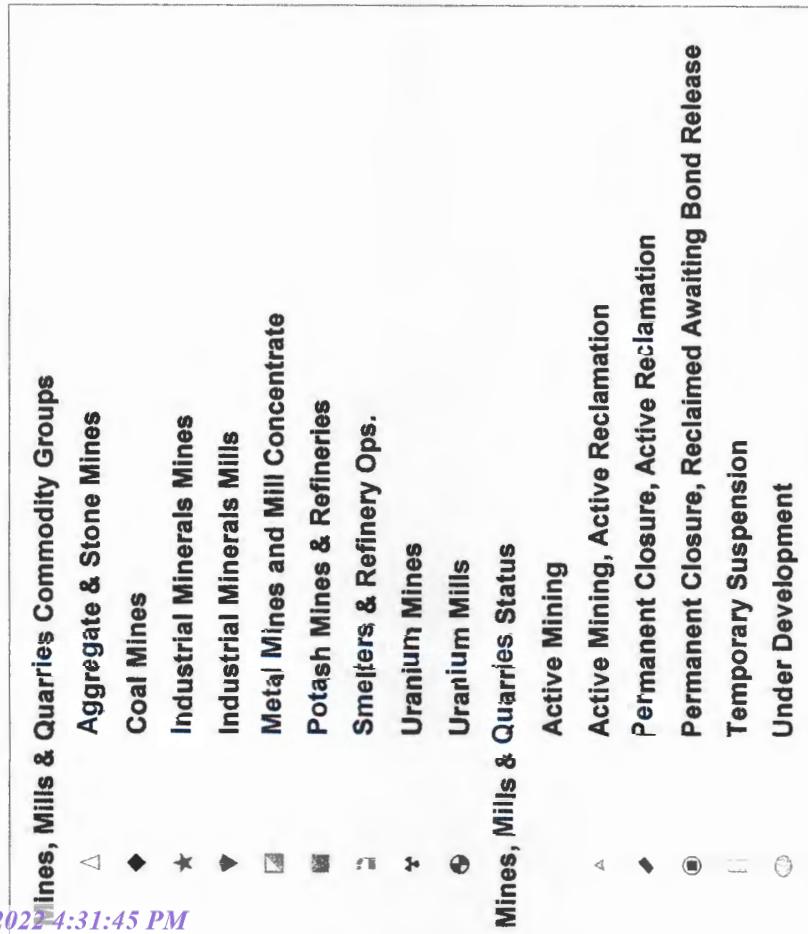 Mines, Mills & Quarries Commodity Groups
Aggregate & Stone Mines
Coal Mines
Industrial Minerals Mines
Industrial Minerals Mills
Metal Mines and Mill Concentrate
Potash Mines & Refineries
Smelters & Refinery Ops.
Uranium Mines
Uranium Mills
Mines, Mills & Quarries Status
Active Mining
Active Mining, Active Reclamation
Permanent Closure, Active Reclamation
Permanent Closure, Reclaimed Awaiting Bond Release
Temporary Suspension
Under Development
2022 4:31:45 PM